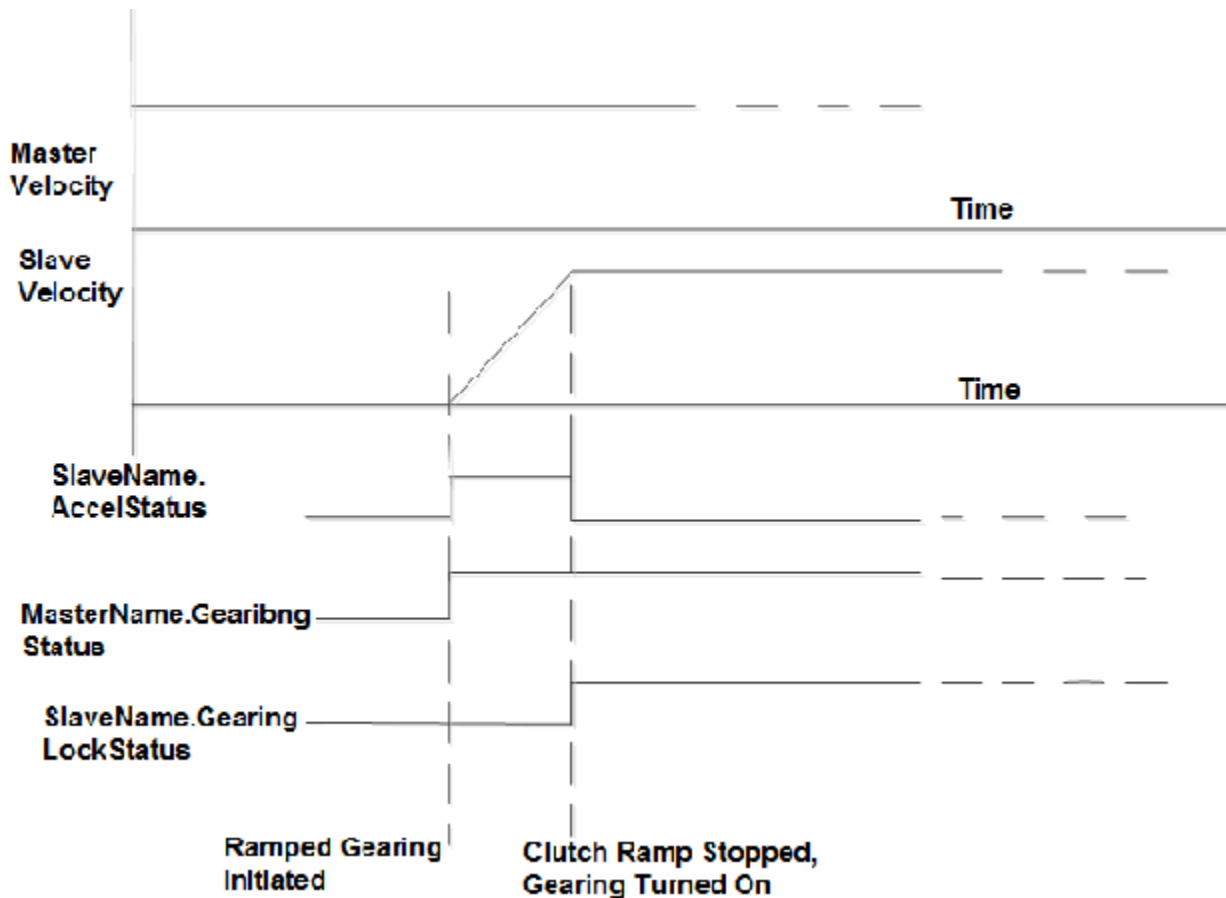 Master
Velocity
Time
Slave
Velocity
Time
SlaveName.
AccelStatus
MasterName.Gearibng
Status
SlaveName.Gearing
LockStatus
Ramped Gearing
Initiated
Clutch Ramp Stopped,
Gearing Turned On